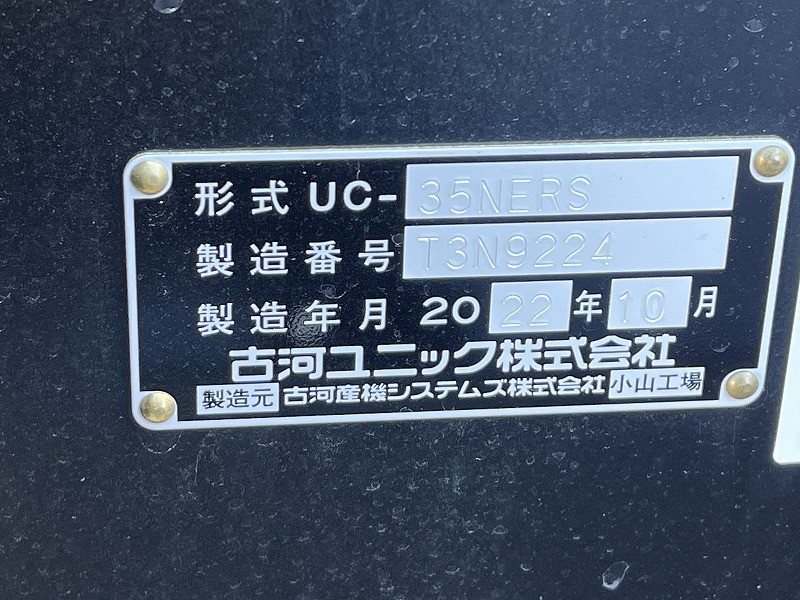 形式 UC-35NERS
製造番号 T3N9224
製造年月 2022年10月
古河ユニック株式会社
製造元 古河産機システムズ株式会社 小山工場